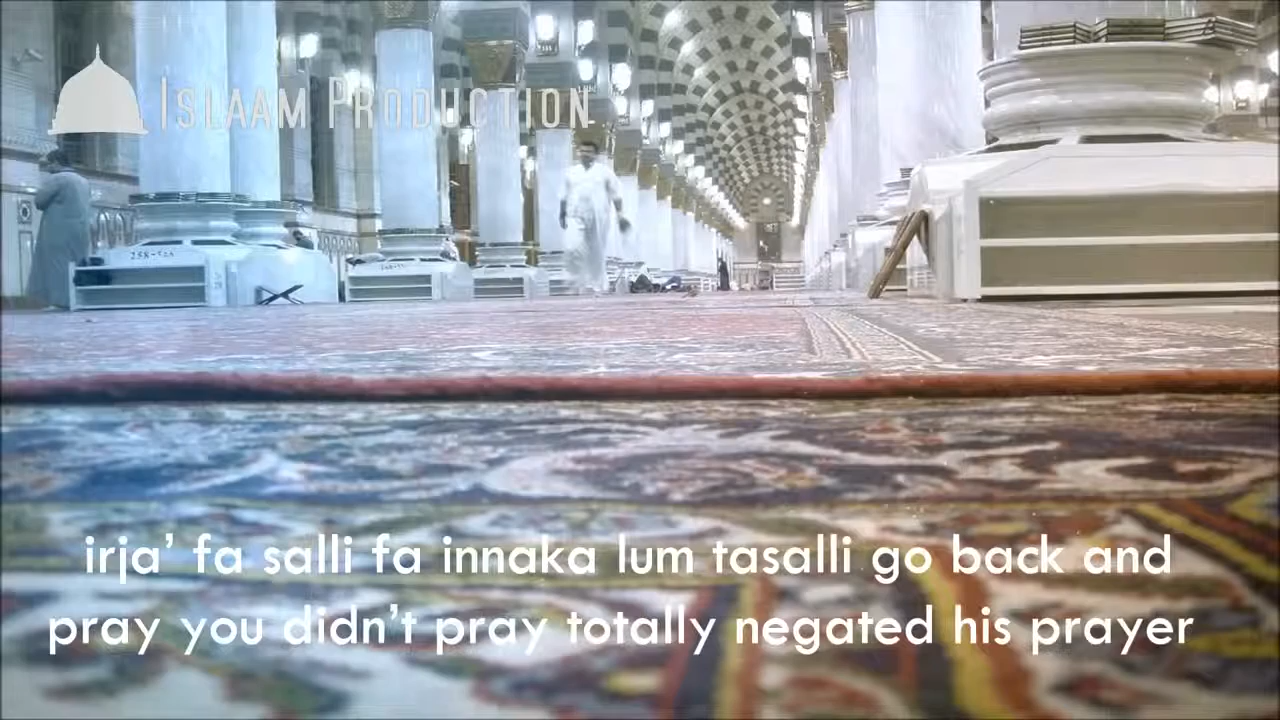 ISLAAM PRODUCTION
irja’ fa salli fa innaka lum tasalli go back and
pray you didn’t pray totally negated his prayer